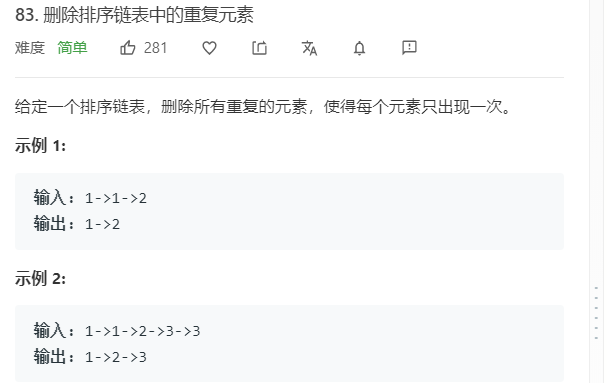 83. 删除排序链表中的重复元素
难度 简单 281
给定一个排序链表，删除所有重复的元素，使得每个元素只出现一次。
示例 1:
输入: 1->1->2
输出: 1->2
示例 2:
输入: 1->1->2->3->3
输出: 1->2->3